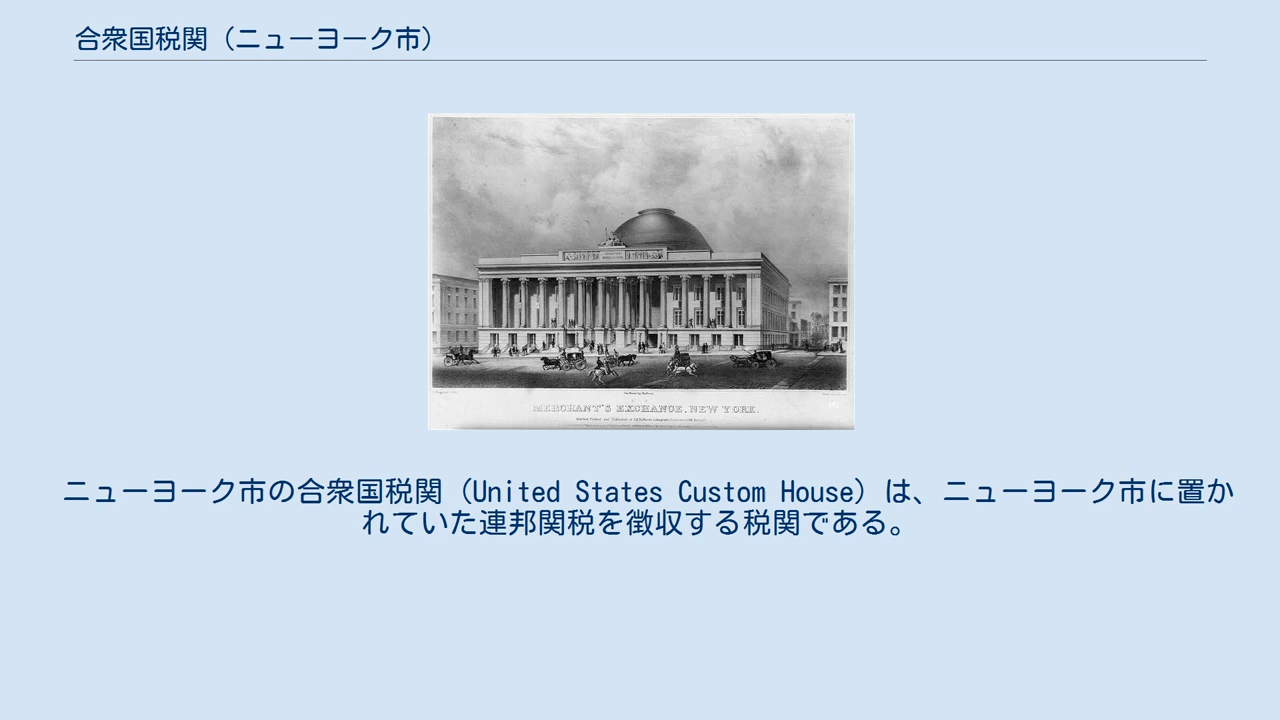 合衆国税関（ニューヨーク市）
MERCHANT'S EXCHANGE, NEW YORK.
ニューヨーク市の合衆国税関（United States Custom House）は、ニューヨーク市に置か
れていた連邦関税を徴収する税関である。